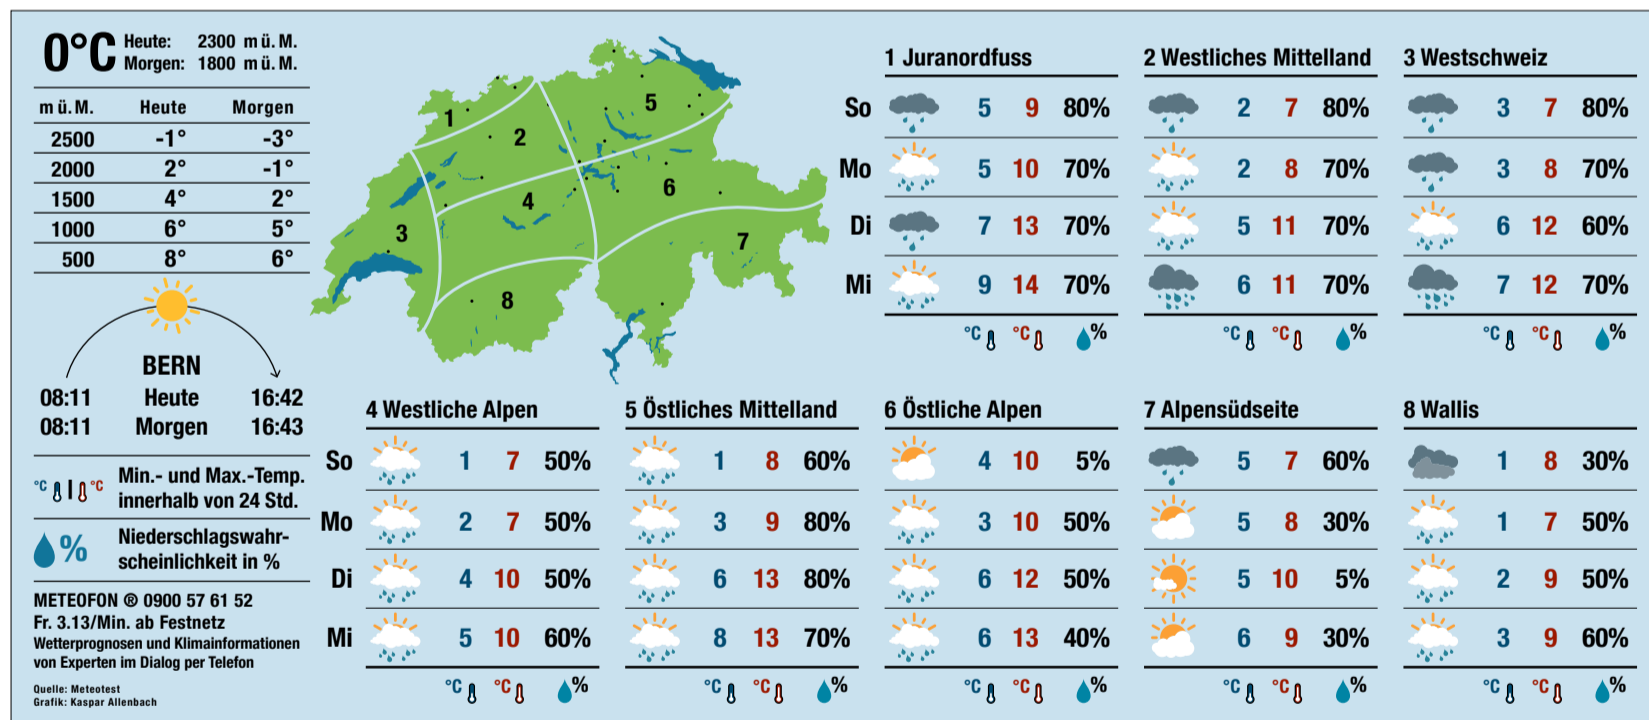 0°C
Heute: 2300 m ü. M.
Morgen: 1800 m ü. M.
m ü. M. Heute Morgen
2500 -1° -3°
2000 2° -1°
1500 4° 2°
1000 6° 5°
500 8° 6°
BERN
08:11 Heute 16:42
08:11 Morgen 16:43
°C | °C Min.- und Max.-Temp.
innerhalb von 24 Std.
% Niederschlagswahr-
scheinlichkeit in %
METEOFON ® 0900 57 61 52
Fr. 3.13/Min. ab Festnetz
Wetterprognosen und Klimainformationen
von Experten im Dialog per Telefon
Quelle: Meteotest
Grafik: Kaspar Allenbach
1
2
3
4
5
6
7
8
1 Juranordfuss
So 5 9 80%
Mo 5 10 70%
Di 7 13 70%
Mi 9 14 70%
°C °C %
2 Westliches Mittelland
2 7 80%
2 8 70%
5 11 70%
6 11 70%
°C °C %
3 Westschweiz
3 7 80%
3 8 70%
6 12 60%
7 12 70%
°C °C %
4 Westliche Alpen
So 1 7 50%
Mo 2 7 50%
Di 4 10 50%
Mi 5 10 60%
°C °C %
5 Östliches Mittelland
1 8 60%
3 9 80%
6 13 80%
8 13 70%
°C °C %
6 Östliche Alpen
4 10 5%
3 10 50%
6 12 50%
6 13 40%
°C °C %
7 Alpensüdseite
5 7 60%
5 8 30%
5 10 5%
6 9 30%
°C °C %
8 Wallis
1 8 30%
1 7 50%
2 9 50%
3 9 60%
°C °C %